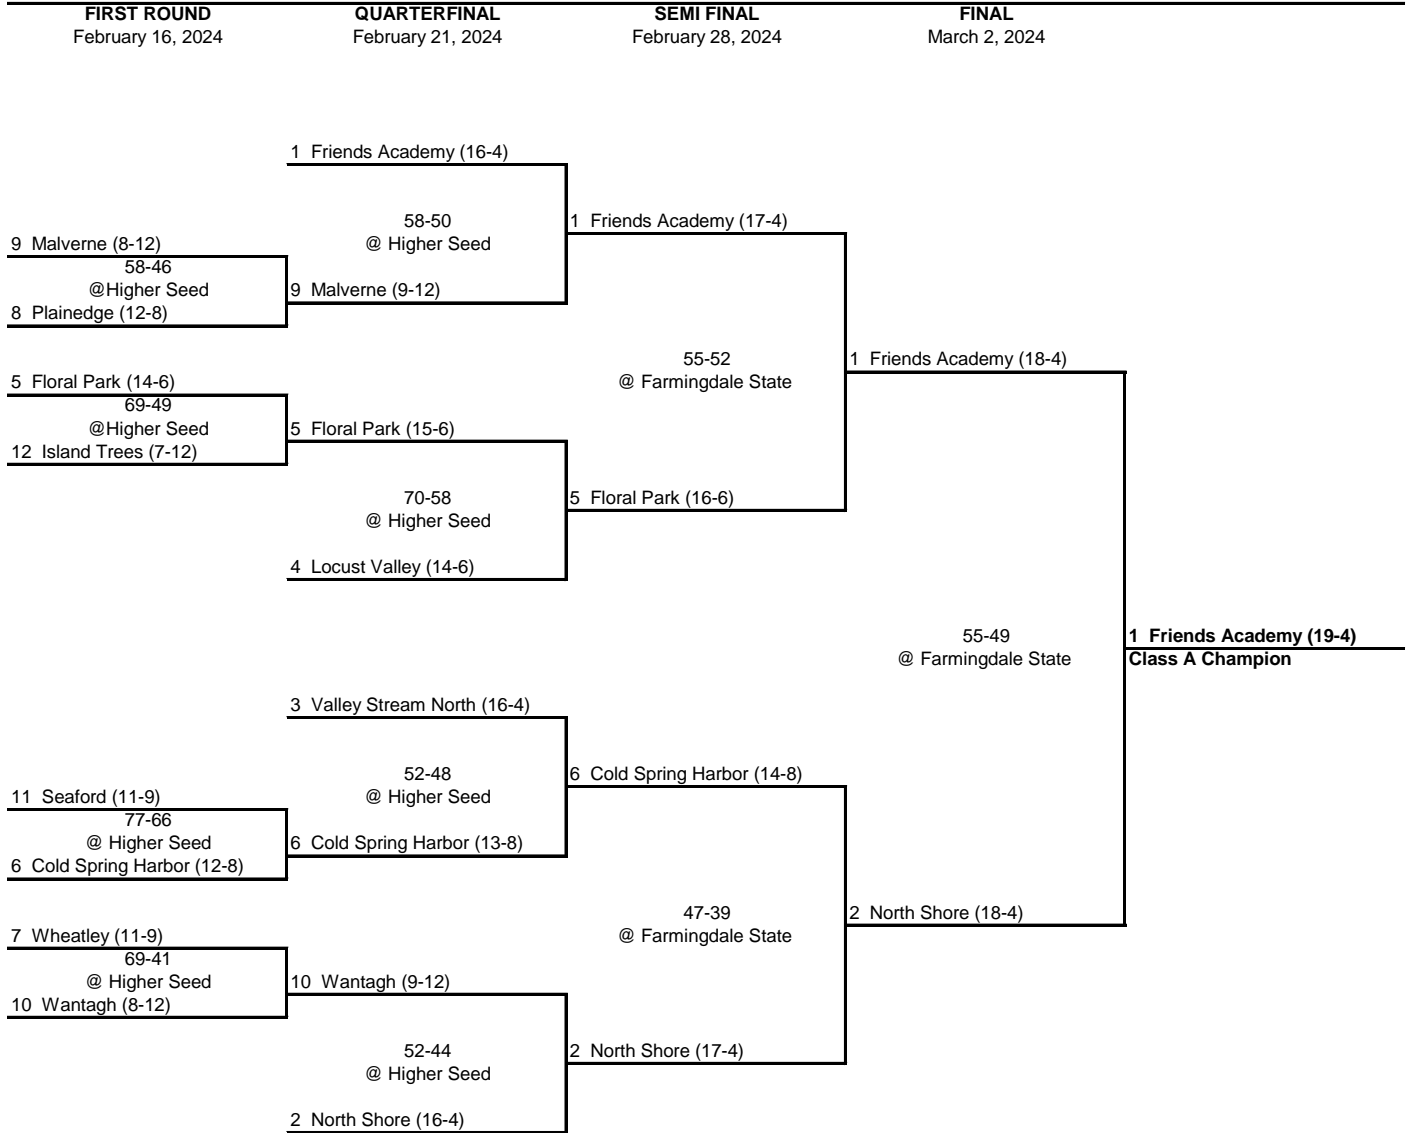 FIRST ROUND
February 16, 2024
QUARTERFINAL
February 21, 2024
SEMI FINAL
February 28, 2024
FINAL
March 2, 2024
9 Malverne (8-12)
58-46
@Higher Seed
8 Plainedge (12-8)
5 Floral Park (14-6)
69-49
@Higher Seed
12 Island Trees (7-12)
11 Seaford (11-9)
77-66
@ Higher Seed
6 Cold Spring Harbor (12-8)
7 Wheatley (11-9)
69-41
@ Higher Seed
10 Wantagh (8-12)
1 Friends Academy (16-4)
58-50
@ Higher Seed
9 Malverne (9-12)
5 Floral Park (15-6)
70-58
@ Higher Seed
4 Locust Valley (14-6)
3 Valley Stream North (16-4)
52-48
@ Higher Seed
6 Cold Spring Harbor (13-8)
10 Wantagh (9-12)
52-44
@ Higher Seed
2 North Shore (16-4)
1 Friends Academy (17-4)
55-52
@ Farmingdale State
5 Floral Park (16-6)
6 Cold Spring Harbor (14-8)
47-39
@ Farmingdale State
2 North Shore (17-4)
1 Friends Academy (18-4)
55-49
@ Farmingdale State
2 North Shore (18-4)
1 Friends Academy (19-4)
Class A Champion